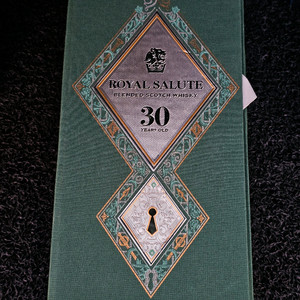 ROYAL SALUTE
BLENDED SCOTCH WHISKY
30
YEARS OLD